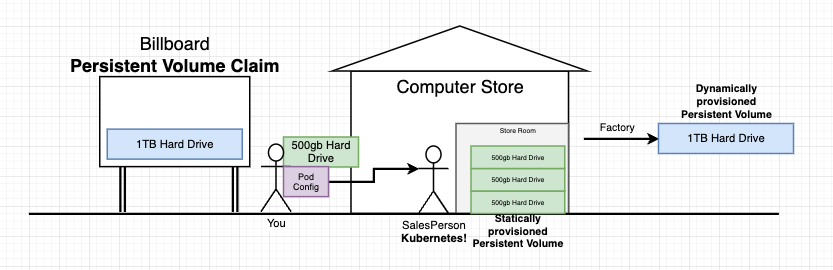 Billboard
Persistent Volume Claim
1TB Hard Drive
500gb Hard
Drive
Pod
Config
You
Computer Store
SalesPerson
Kubernetes!
Store Room
500gb Hard Drive
500gb Hard Drive
500gb Hard Drive
Statically
provisioned
Persistent Volume
Factory
Dynamically
provisioned
Persistent Volume
1TB Hard Drive